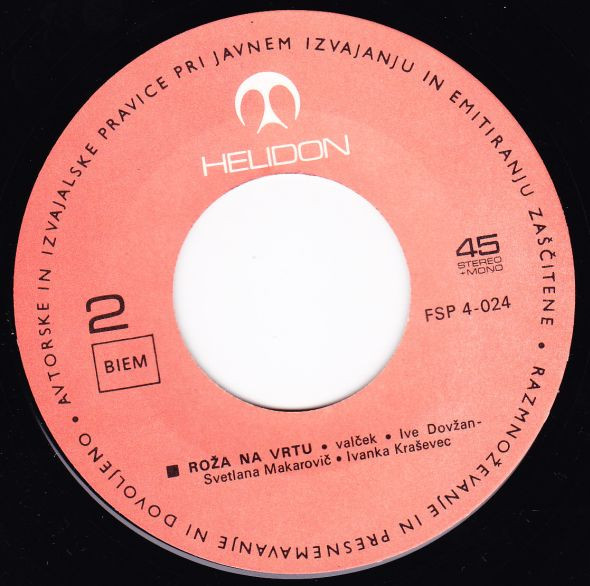 AVTORSKE IN IZVAJALSKE PRAVICE PRI JAVNEM IZVAJANJU IN EMITIRANJU ZAŠČITENE • RAZMNOŽEVANJE IN PRESNEMAVANJE NI DOVOLJENO •
HELIDON
45
STEREO
+MONO
FSP 4-024
2
BIEM
■ ROŽA NA VRTU • valček • Ive Dovžan-
Svetlana Makarovič • Ivanka Kraševec